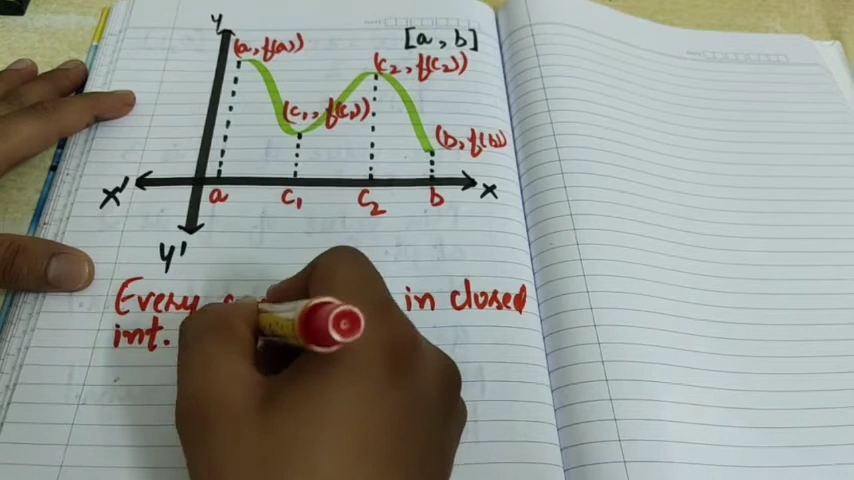 y
[a, b]
(a, f(a))
(c₂, f(c₂))
(c₁, f(c₁))
(b, f(b))
x' a c₁ c₂ b x
y'
Every in closed
int.